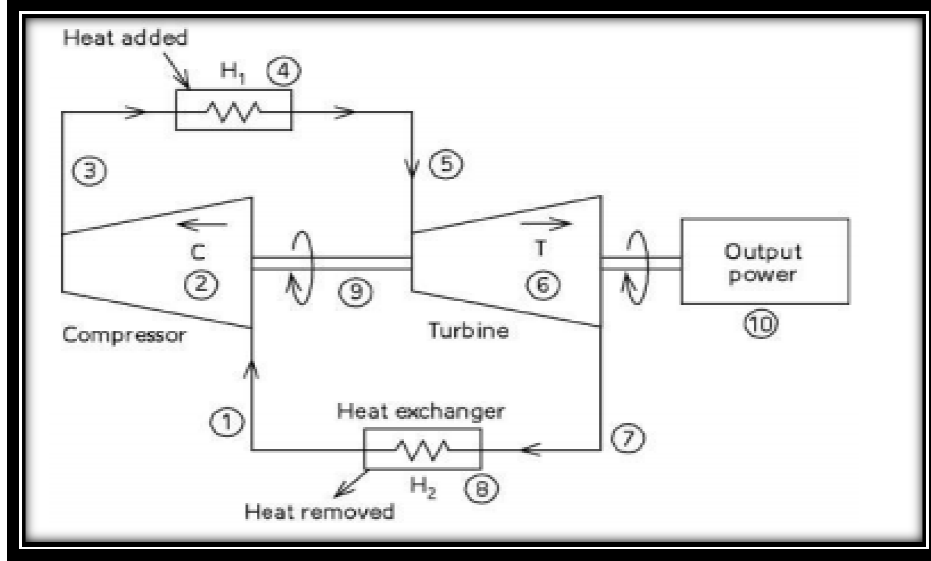 Heat added
H₁ ④
③
⑤
C
②
⑨
T
⑥
Output
power
⑩
Compressor
Turbine
①
Heat exchanger
⑦
H₂ ⑧
Heat removed